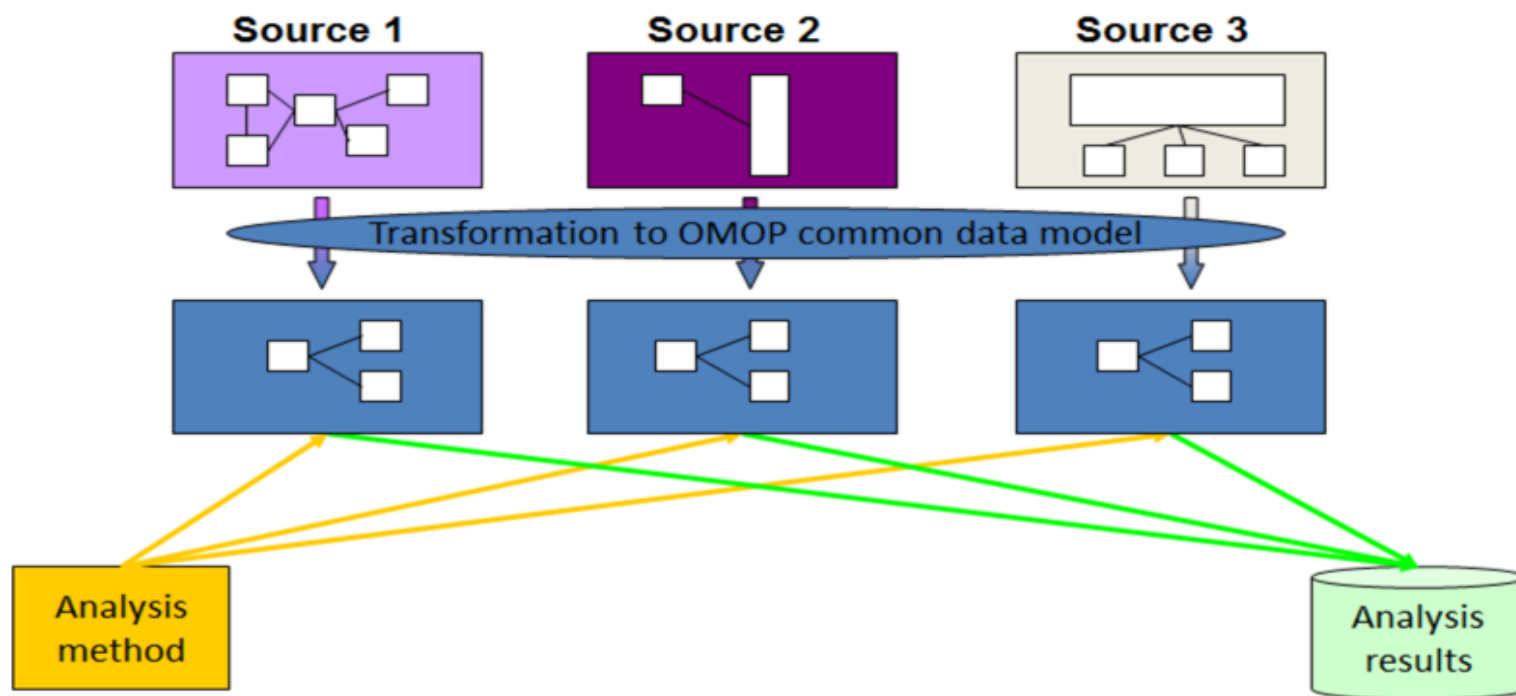 Source 1
Source 2
Source 3
Transformation to OMOP common data model
Analysis
method
Analysis
results